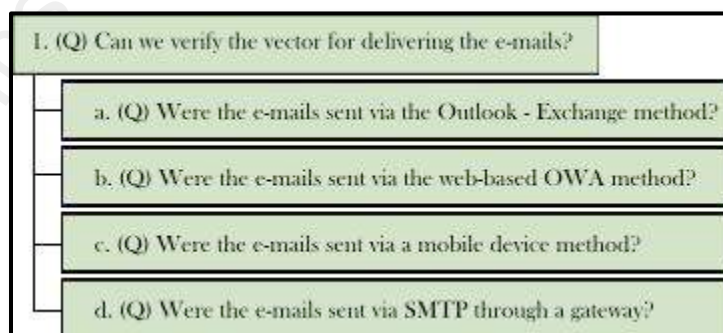 1. (Q) Can we verify the vector for delivering the e-mails?
a. (Q) Were the e-mails sent via the Outlook - Exchange method?
b. (Q) Were the e-mails sent via the web-based OWA method?
c. (Q) Were the e-mails sent via a mobile device method?
d. (Q) Were the e-mails sent via SMTP through a gateway?